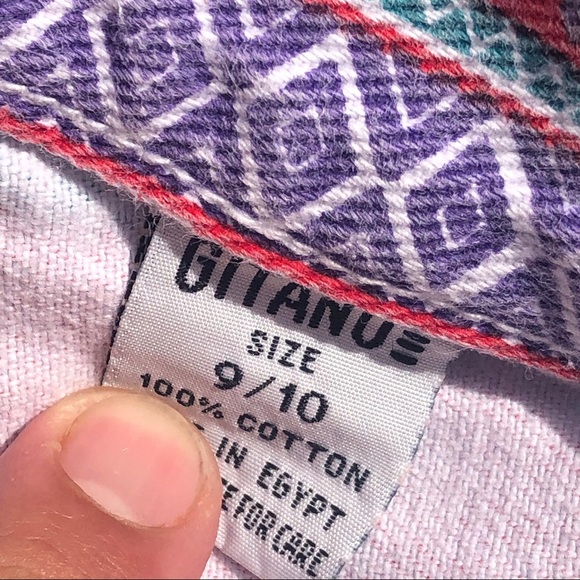 GITANO
SIZE
9/10
100% COTTON
IN EGYPT
FOR CARE